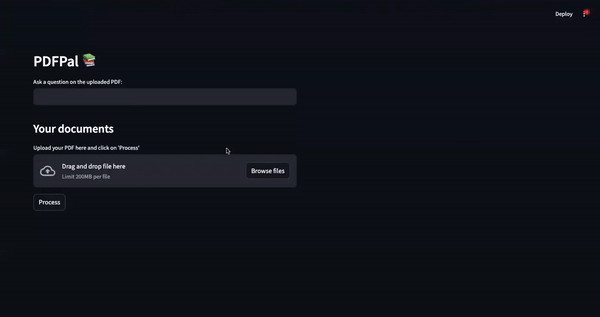 Deploy
PDFPal
Ask a question on the uploaded PDF:
Your documents
Upload your PDF here and click on 'Process'
Drag and drop file here
Limit 200MB per file
Browse files
Process